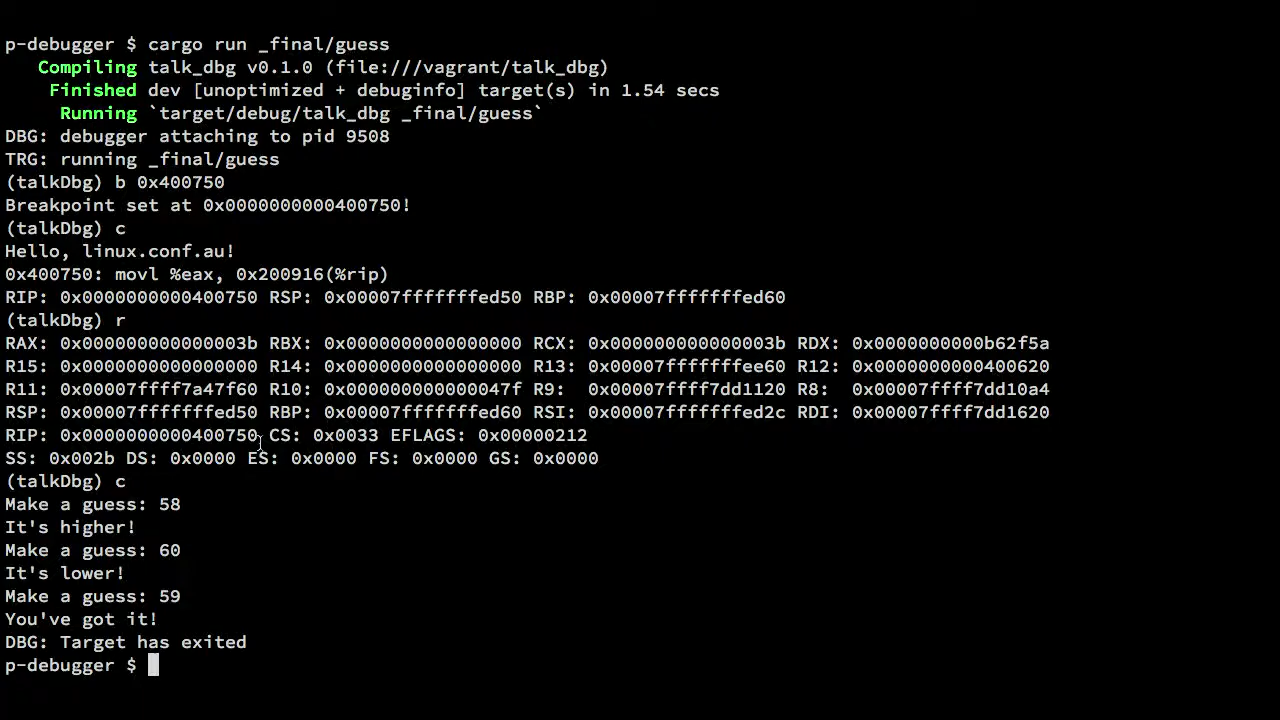 p-debugger $ cargo run _final/guess
Compiling talk_dbg v0.1.0 (file:///vagrant/talk_dbg)
Finished dev [unoptimized + debuginfo] target(s) in 1.54 secs
Running `target/debug/talk_dbg _final/guess`
DBG: debugger attaching to pid 9508
TRG: running _final/guess
(talkDbg) b 0x400750
Breakpoint set at 0x0000000000400750!
(talkDbg) c
Hello, linux.conf.au!
0x400750: movl %eax, 0x200916(%rip)
RIP: 0x0000000000400750 RSP: 0x00007fffffffed50 RBP: 0x00007fffffffed60
(talkDbg) r
RAX: 0x000000000000003b RBX: 0x0000000000000000 RCX: 0x000000000000003b RDX: 0x0000000000b62f5a
R15: 0x0000000000000000 R14: 0x0000000000000000 R13: 0x00007fffffffee60 R12: 0x0000000000400620
R11: 0x00007ffff7a47f60 R10: 0x000000000000047f R9:  0x00007ffff7dd1120 R8:  0x00007ffff7dd10a4
RSP: 0x00007fffffffed50 RBP: 0x00007fffffffed60 RSI: 0x00007fffffffed2c RDI: 0x00007ffff7dd1620
RIP: 0x0000000000400750 CS: 0x0033 EFLAGS: 0x00000212
SS: 0x002b DS: 0x0000 ES: 0x0000 FS: 0x0000 GS: 0x0000
(talkDbg) c
Make a guess: 58
It's higher!
Make a guess: 60
It's lower!
Make a guess: 59
You've got it!
DBG: Target has exited
p-debugger $